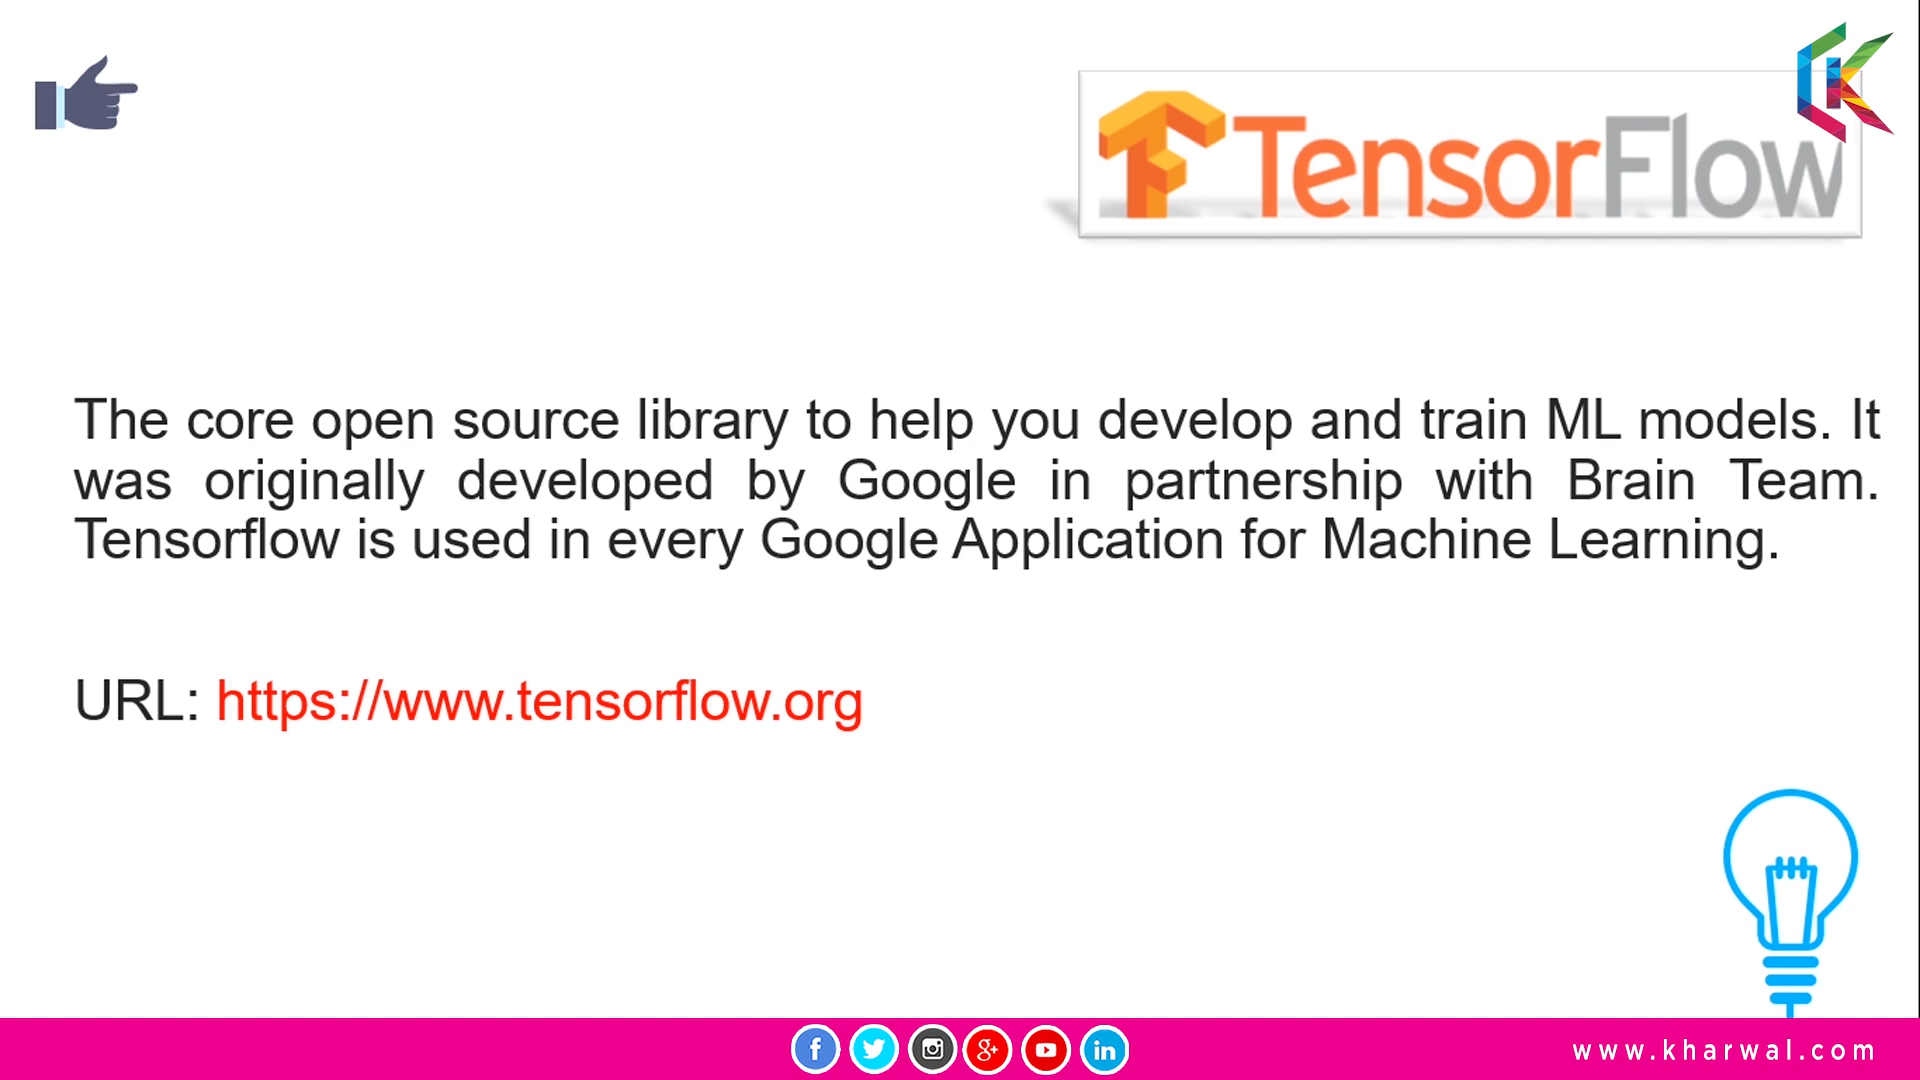 TensorFlow
The core open source library to help you develop and train ML models. It
was originally developed by Google in partnership with Brain Team.
Tensorflow is used in every Google Application for Machine Learning.
URL: https://www.tensorflow.org
www.kharwal.com